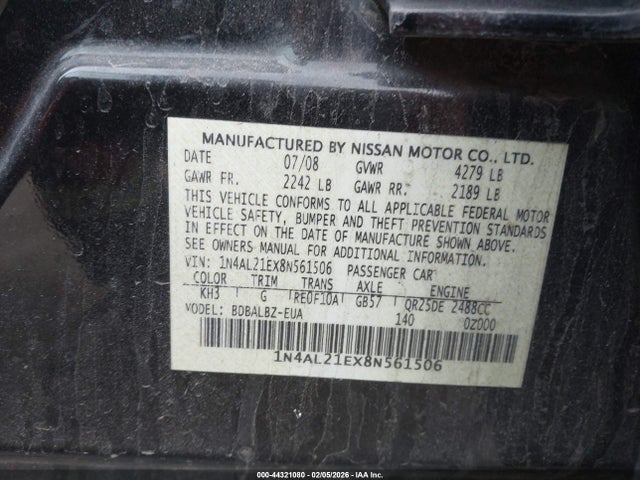 MANUFACTURED BY NISSAN MOTOR CO., LTD.
DATE 07/08 GVWR 4279 LB
GAWR FR. 2242 LB GAWR RR. 2189 LB
THIS VEHICLE CONFORMS TO ALL APPLICABLE FEDERAL MOTOR
VEHICLE SAFETY, BUMPER AND THEFT PREVENTION STANDARDS
IN EFFECT ON THE DATE OF MANUFACTURE SHOWN ABOVE.
SEE OWNERS MANUAL FOR ADDITIONAL INFORMATION.
VIN: 1N4AL21EX8N561506 PASSENGER CAR
COLOR TRIM TRANS AXLE ENGINE
KH3 G RE0F10A GB57 QR25DE 2488CC
MODEL: BDBALBZ-EUA 140 0Z000
1N4AL21EX8N561506
000-44321080 - 02/05/2026 - IAA Inc.